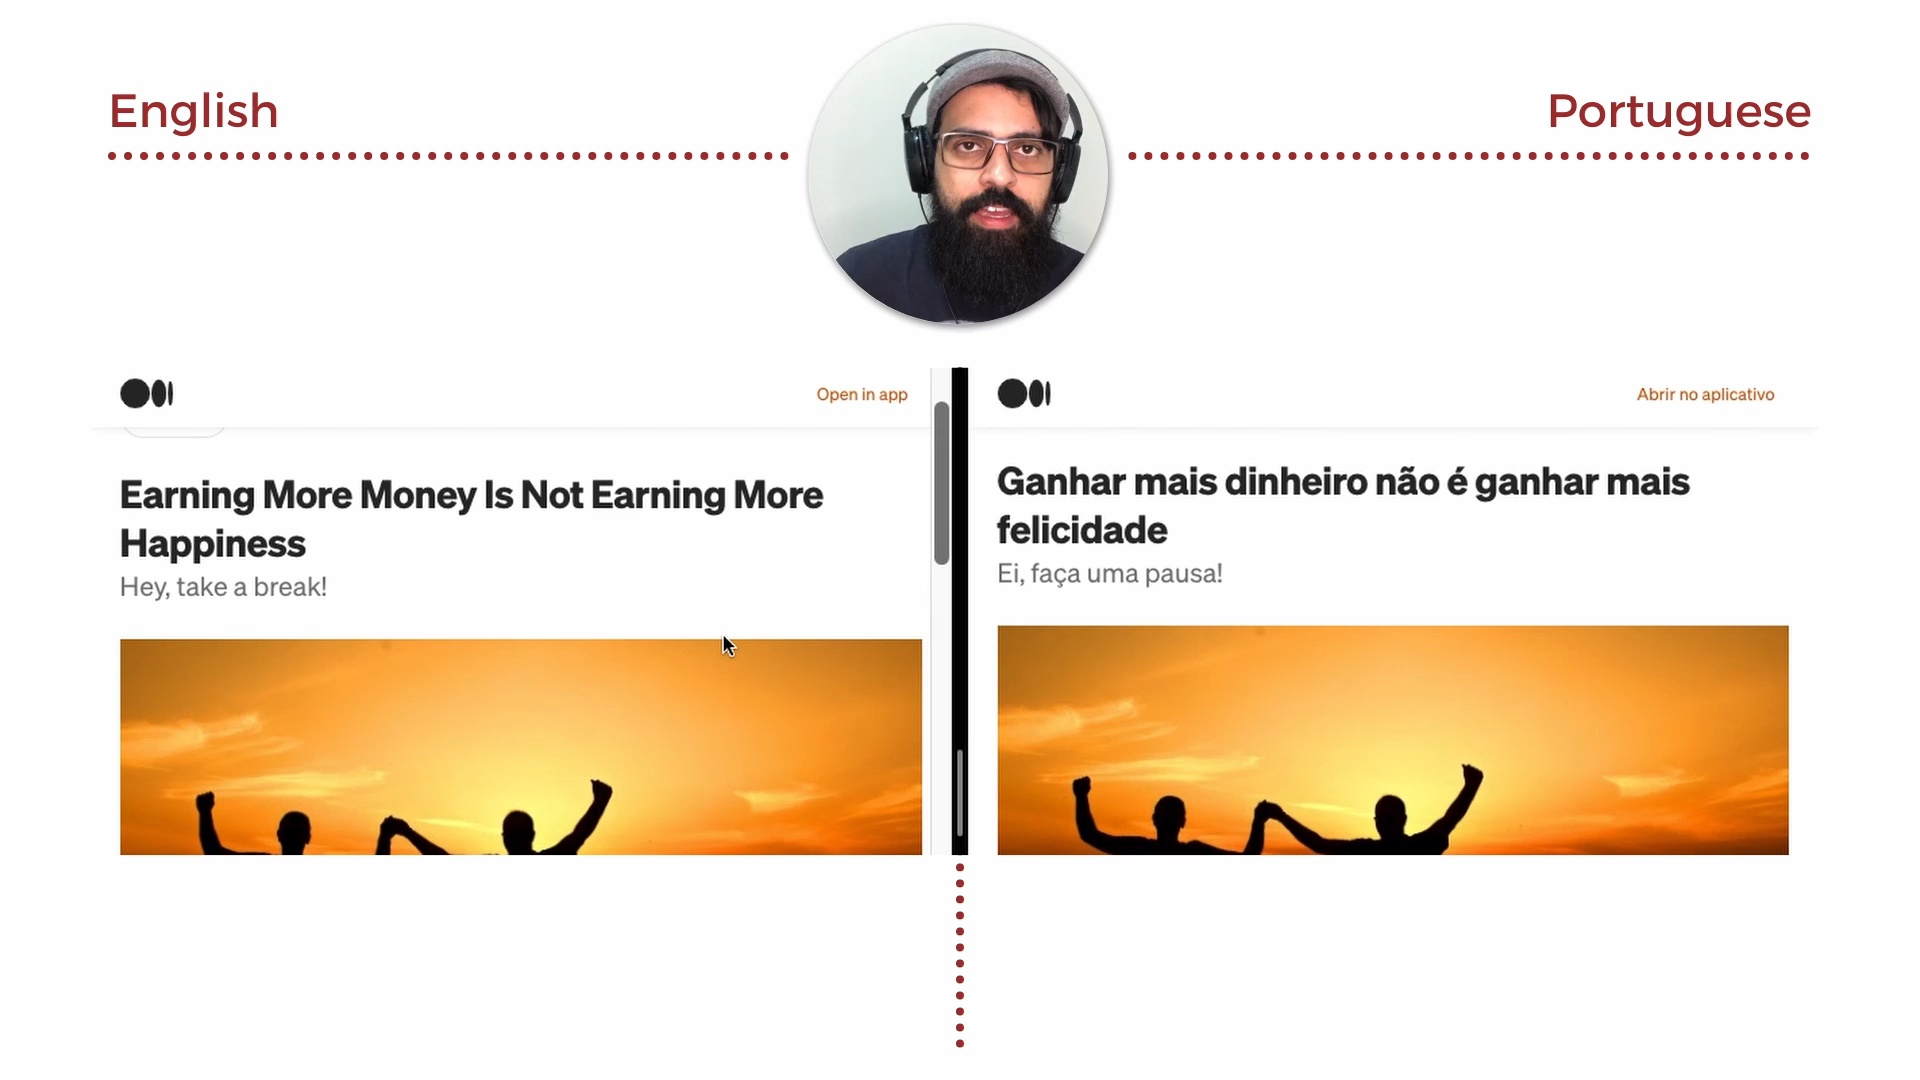 English
Portuguese
Open in app
Earning More Money Is Not Earning More
Happiness
Hey, take a break!
Abrir no aplicativo
Ganhar mais dinheiro não é ganhar mais
felicidade
Ei, faça uma pausa!